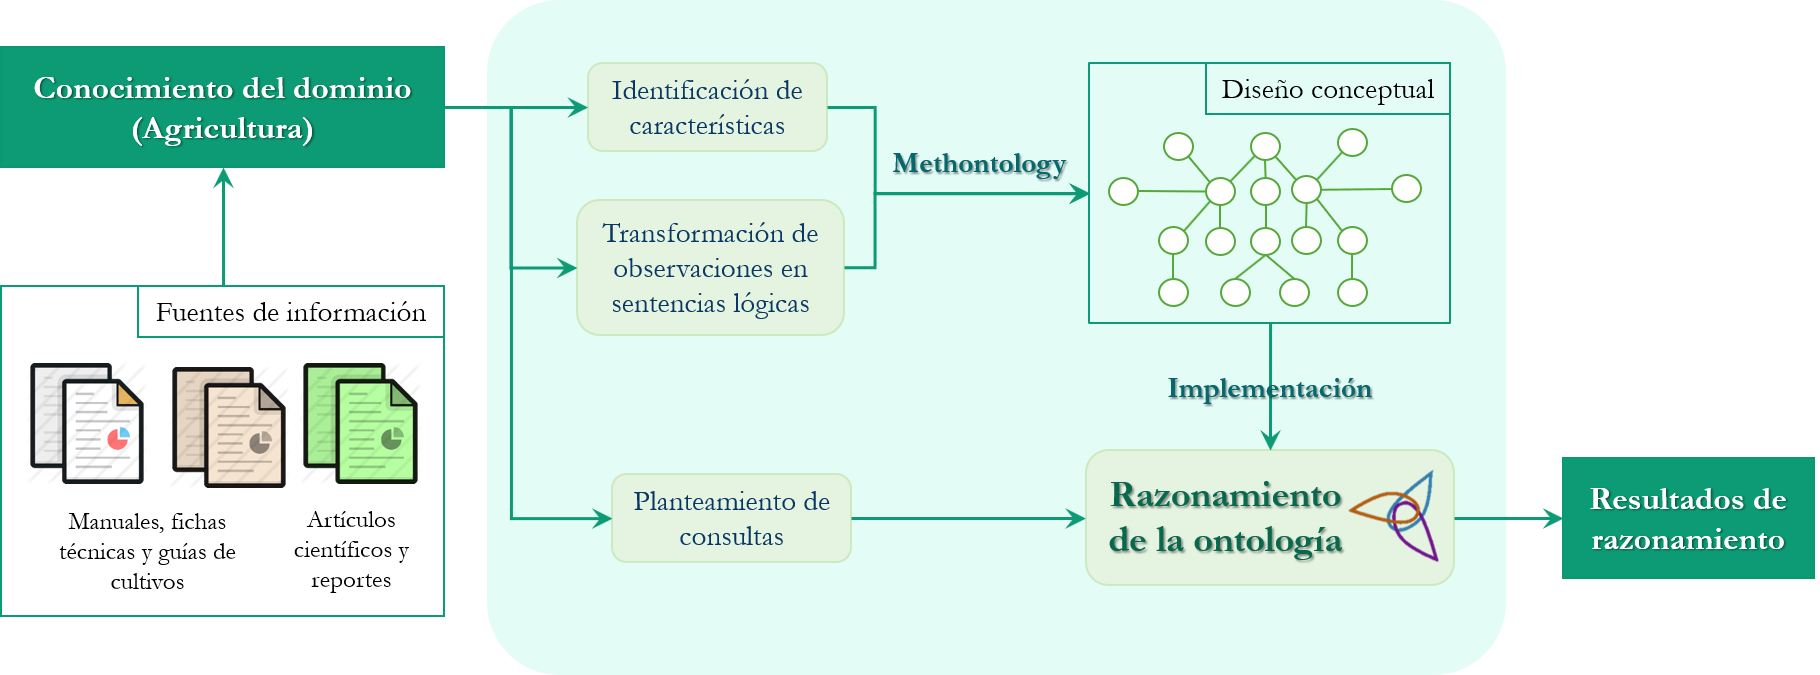 Conocimiento del dominio
(Agricultura)
Fuentes de información
Manuales, fichas
técnicas y guías de
cultivos
Artículos
científicos y
reportes
Identificación de
características
Transformación de
observaciones en
sentencias lógicas
Planteamiento de
consultas
Methontology
Diseño conceptual
Implementación
Razonamiento
de la ontología
Resultados de
razonamiento